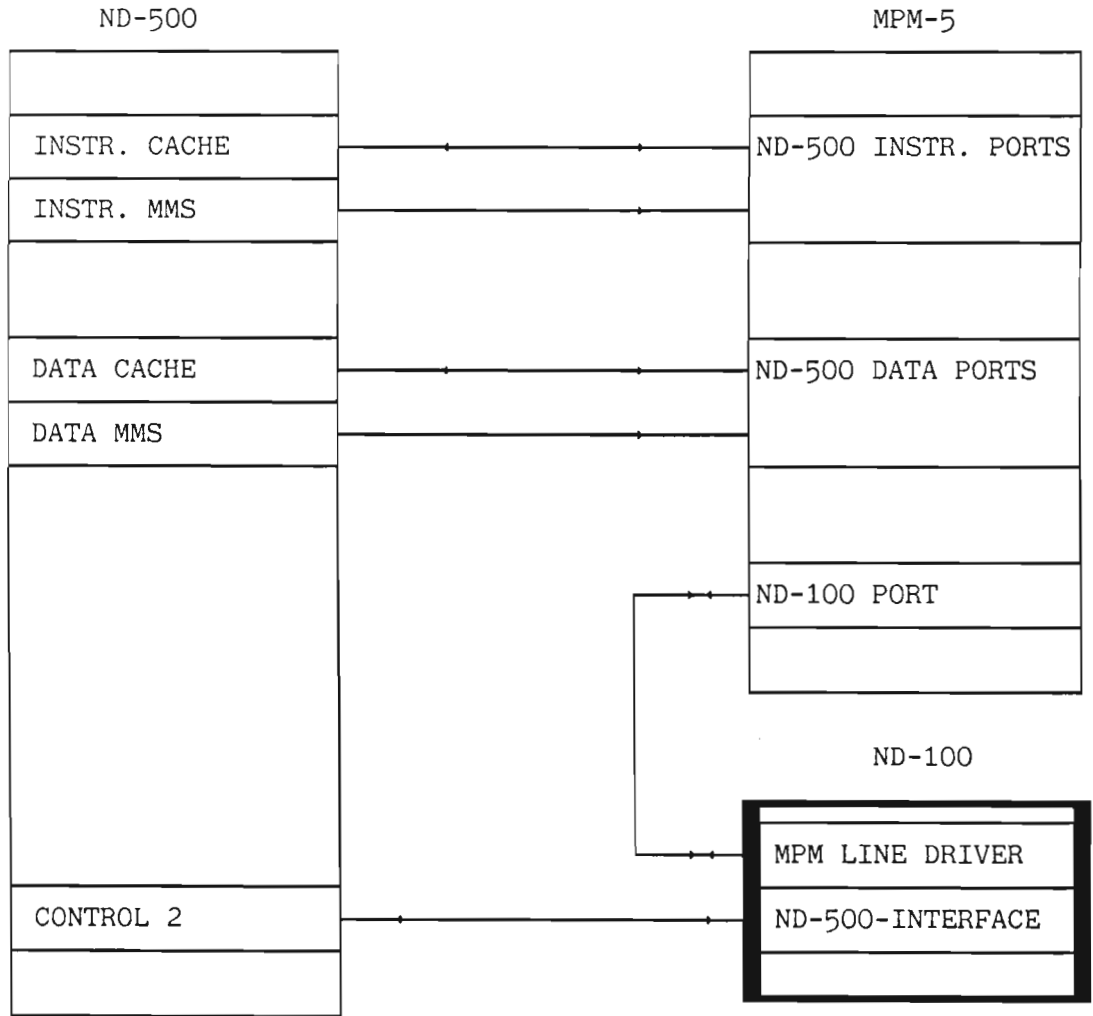 ND-500
MPM-5
INSTR. CACHE
ND-500 INSTR. PORTS
INSTR. MMS
DATA CACHE
ND-500 DATA PORTS
DATA MMS
ND-100 PORT
ND-100
MPM LINE DRIVER
CONTROL 2
ND-500-INTERFACE